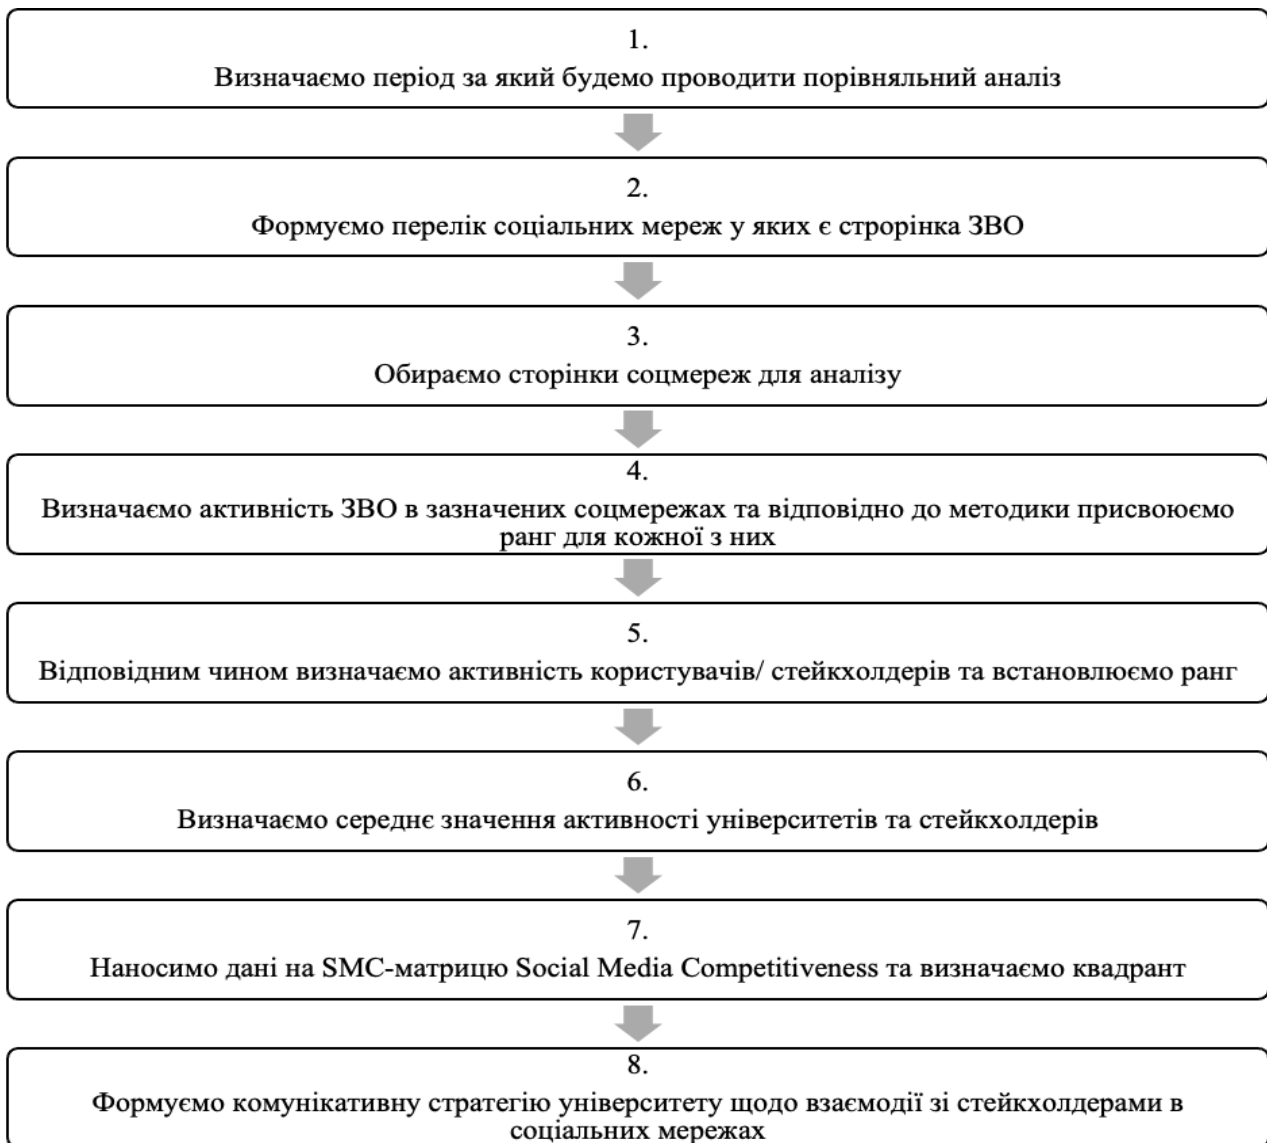 1.
Визначаємо період за який будемо проводити порівняльний аналіз
2.
Формуємо перелік соціальних мереж у яких є строрінка ЗВО
3.
Обираємо сторінки соцмереж для аналізу
4.
Визначаємо активність ЗВО в зазначених соцмережах та відповідно до методики присвоюємо
ранг для кожної з них
5.
Відповідним чином визначаємо активність користувачів/ стейкхолдерів та встановлюємо ранг
6.
Визначаємо середнє значення активності університетів та стейкхолдерів
7.
Наносимо дані на SMC-матрицю Social Media Competitiveness та визначаємо квадрант
8.
Формуємо комунікативну стратегію університету щодо взаємодії зі стейкхолдерами в
соціальних мережах